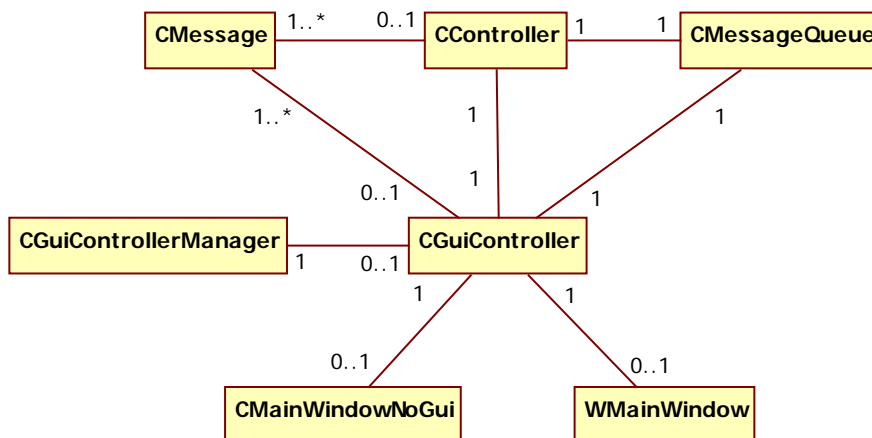 CMessage 1..* 0..1 CController 1 1 CMessageQueue
1..* 1 1
0..1 1 1
CGuiControllerManager 1 0..1 CGuiController
1 1
0..1 0..1
CMainWindowNoGui WMainWindow